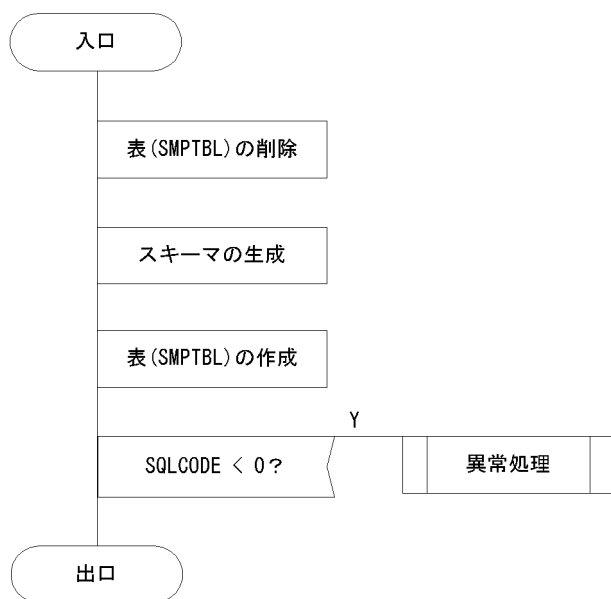 入口
表(SMPTBL)の削除
スキーマの生成
表(SMPTBL)の作成
Y
SQLCODE < 0?
異常処理
出口